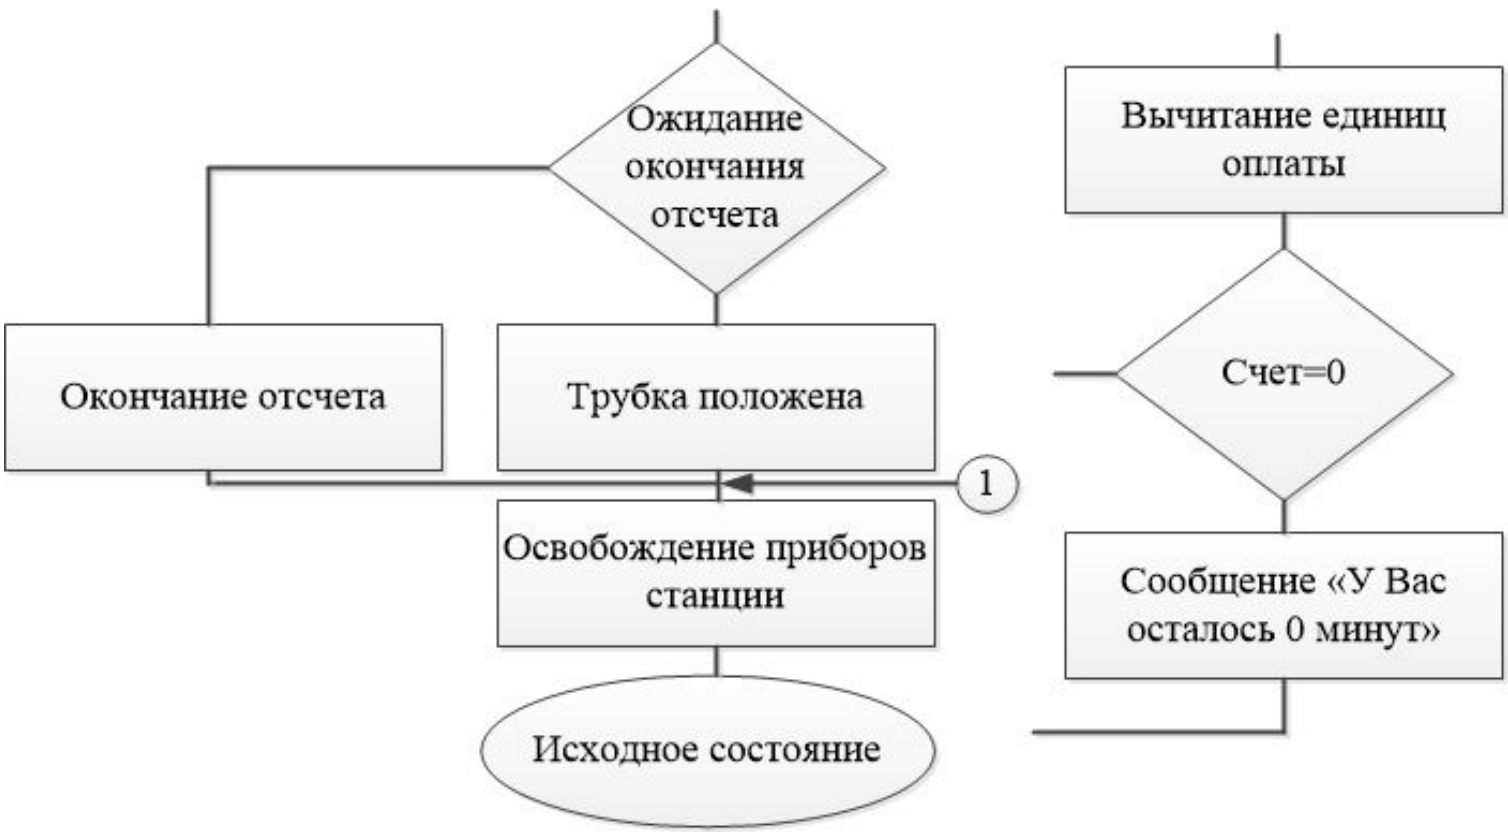 Ожидание
окончания
отсчета
Окончание отсчета
Трубка положена
1
Освобождение приборов
станции
Исходное состояние
Вычитание единиц
оплаты
Счет=0
Сообщение «У Вас
осталось 0 минут»